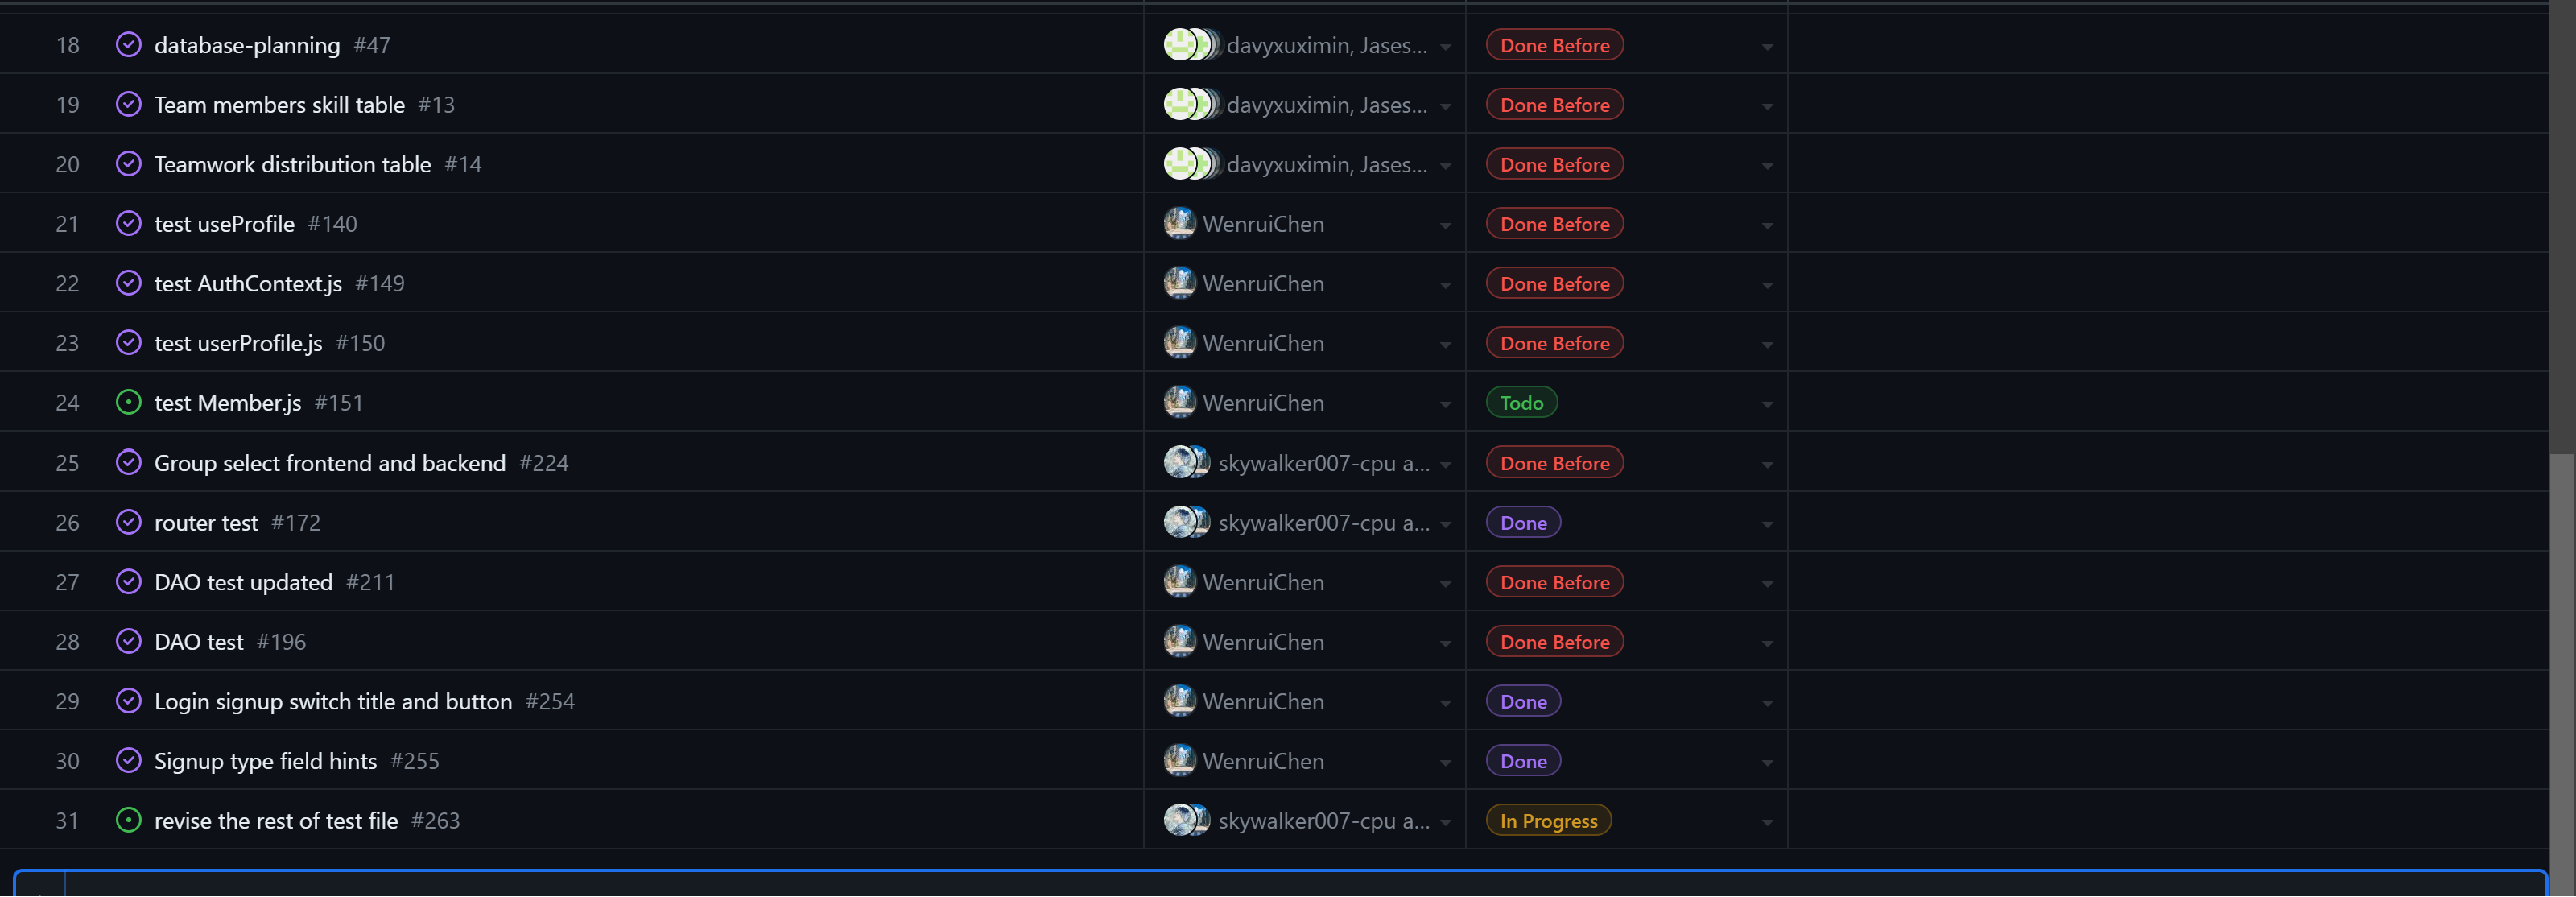 18 database-planning #47 davyxuximin, Jases... Done Before
19 Team members skill table #13 davyxuximin, Jases... Done Before
20 Teamwork distribution table #14 davyxuximin, Jases... Done Before
21 test useProfile #140 WenruiChen Done Before
22 test AuthContext.js #149 WenruiChen Done Before
23 test userProfile.js #150 WenruiChen Done Before
24 test Member.js #151 WenruiChen Todo
25 Group select frontend and backend #224 skywalker007-cpu a... Done Before
26 router test #172 skywalker007-cpu a... Done
27 DAO test updated #211 WenruiChen Done Before
28 DAO test #196 WenruiChen Done Before
29 Login signup switch title and button #254 WenruiChen Done
30 Signup type field hints #255 WenruiChen Done
31 revise the rest of test file #263 skywalker007-cpu a... In Progress